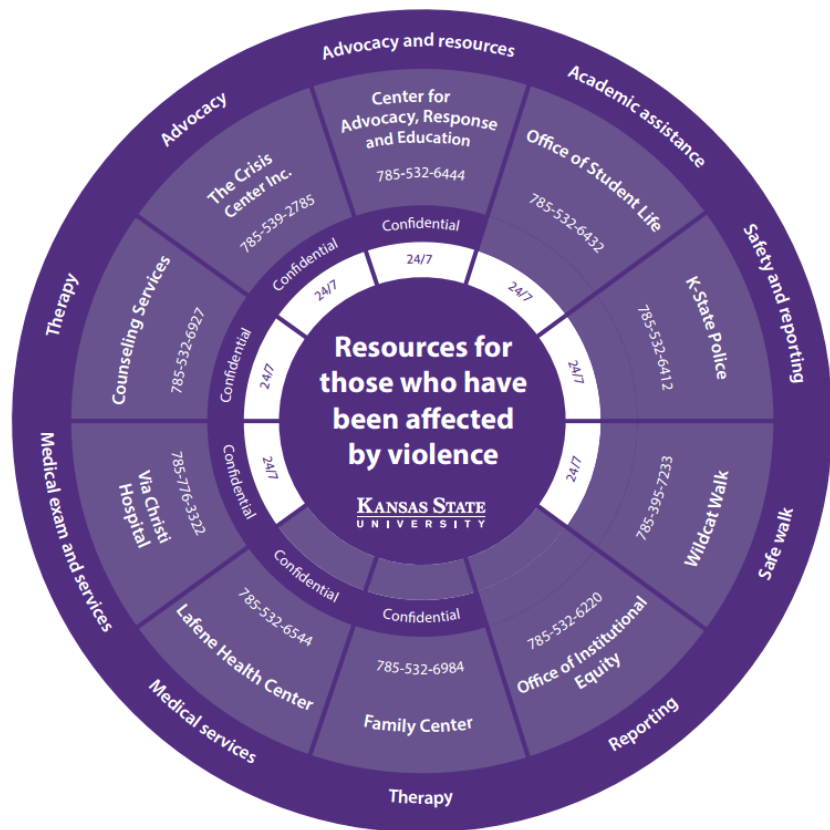 Resources for
those who have
been affected
by violence
KANSAS STATE
UNIVERSITY
Advocacy and resources
Center for
Advocacy, Response
and Education
785-532-6444
Confidential
24/7
Academic assistance
Office of Student Life
785-532-6432
24/7
Safety and reporting
K-State Police
785-532-6412
24/7
Safe walk
Wildcat Walk
785-395-7233
24/7
Reporting
Office of Institutional
Equity
785-532-6220
Therapy
Family Center
785-532-6984
Confidential
Medical services
Lafene Health Center
785-532-6544
Confidential
Medical exam and services
Via Christi
Hospital
785-776-3322
Confidential
24/7
Therapy
Counseling Services
785-532-6927
Confidential
24/7
Advocacy
The Crisis
Center Inc.
785-539-2785
Confidential
24/7